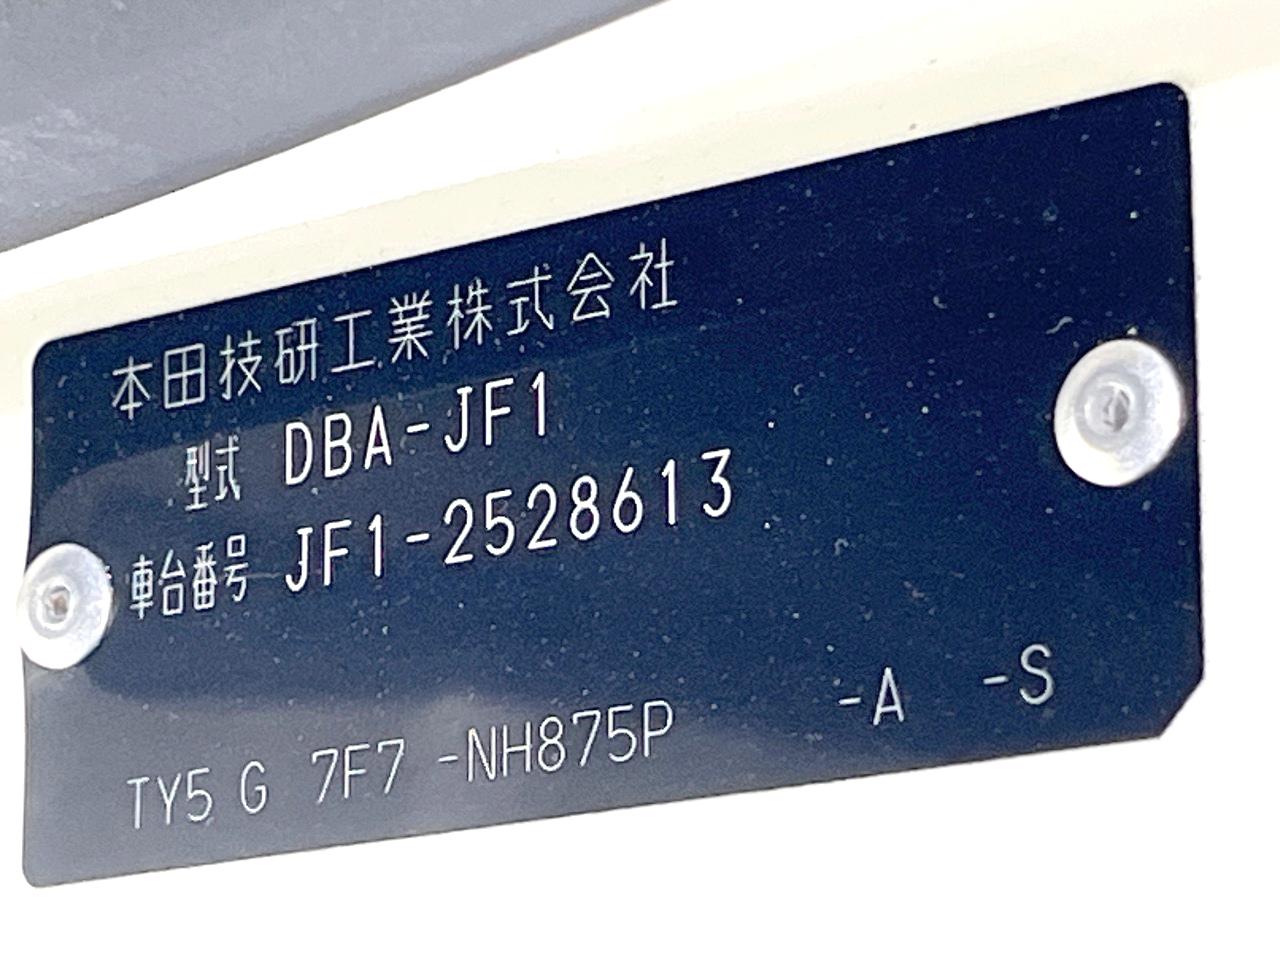 本田技研工業株式会社
型式 DBA-JF1
車台番号 JF1-2528613
TY5 G 7F7 -NH875P -A -S